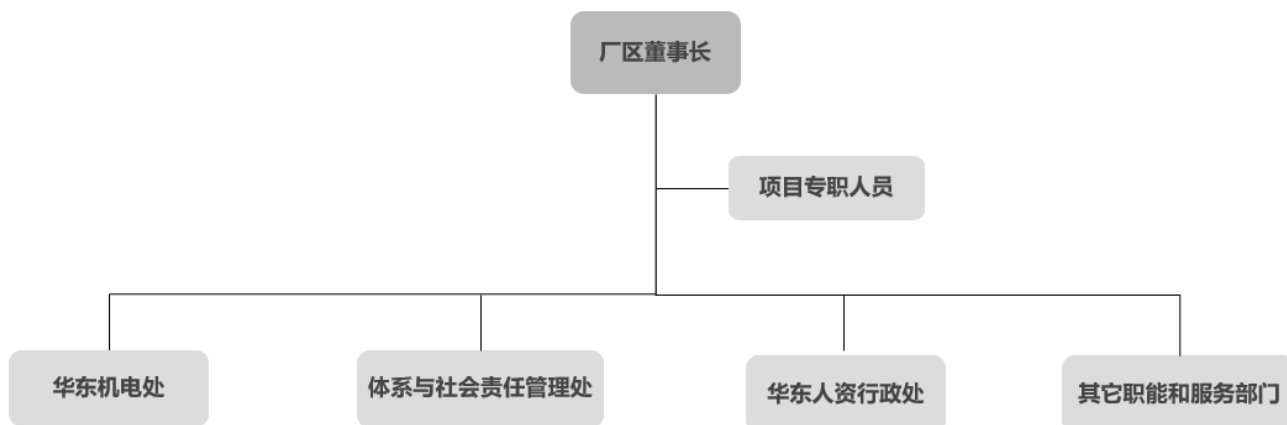 厂区董事长
项目专职人员
华东机电处
体系与社会责任管理处
华东人资行政处
其它职能和服务部门